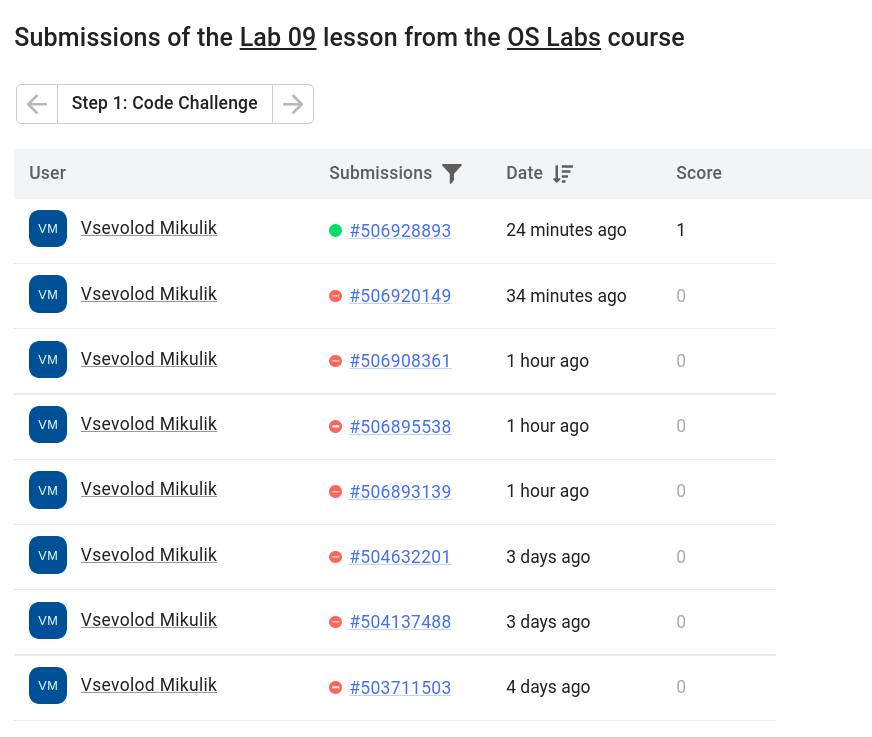 Submissions of the Lab 09 lesson from the OS Labs course
Step 1: Code Challenge
User Submissions Date Score
VM Vsevolod Mikulik #506928893 24 minutes ago 1
VM Vsevolod Mikulik #506920149 34 minutes ago 0
VM Vsevolod Mikulik #506908361 1 hour ago 0
VM Vsevolod Mikulik #506895538 1 hour ago 0
VM Vsevolod Mikulik #506893139 1 hour ago 0
VM Vsevolod Mikulik #504632201 3 days ago 0
VM Vsevolod Mikulik #504137488 3 days ago 0
VM Vsevolod Mikulik #503711503 4 days ago 0